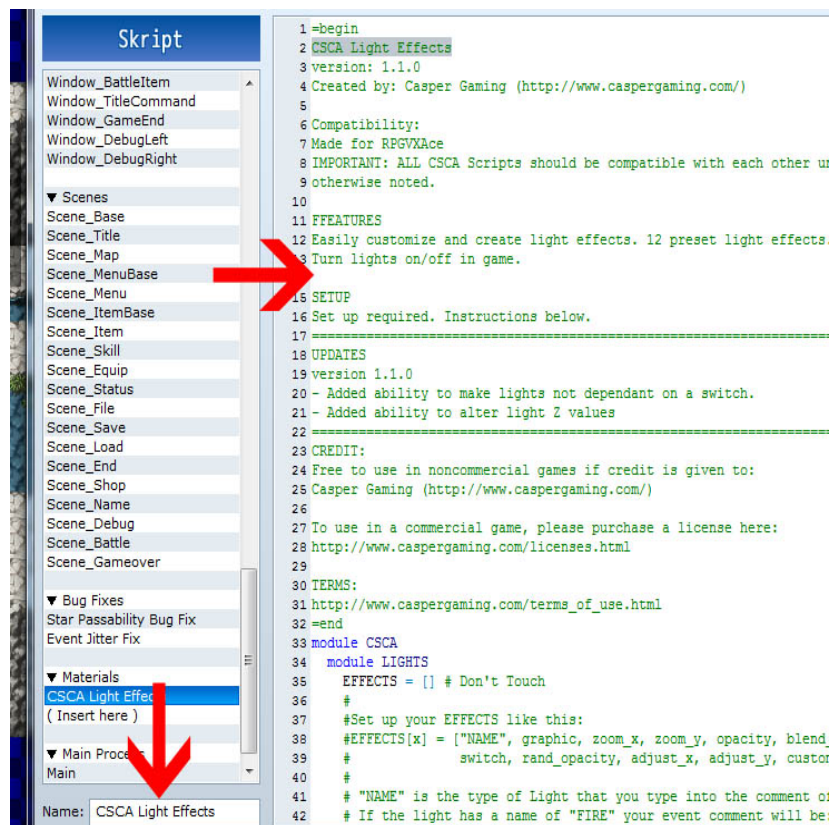 Skript
Window_BattleItem
Window_TitleCommand
Window_GameEnd
Window_DebugLeft
Window_DebugRight
▼ Scenes
Scene_Base
Scene_Title
Scene_Map
Scene_MenuBase
Scene_Menu
Scene_ItemBase
Scene_Item
Scene_Skill
Scene_Equip
Scene_Status
Scene_File
Scene_Save
Scene_Load
Scene_End
Scene_Shop
Scene_Name
Scene_Debug
Scene_Battle
Scene_Gameover
▼ Bug Fixes
Star Passability Bug Fix
Event Jitter Fix
▼ Materials
CSCA Light
( Insert here )
▼ Main
Main
Name: CSCA Light Effects
1 =begin
2 CSCA Light Effects
3 version: 1.1.0
4 Created by: Casper Gaming (http://www.caspergaming.com/)
5
6 Compatibility:
7 Made for RPGVXAce
8 IMPORTANT: ALL CSCA Scripts should be compatible with each other
9 otherwise noted.
10
11 FFEATURES
12 Easily customize and create light effects. 12 preset light effects.
3 Turn lights on/off in game.
15 SETUP
16 Set up required. Instructions below.
17 ==================================================================
18 UPDATES
19 version 1.1.0
20 - Added ability to make lights not dependant on a switch.
21 - Added ability to alter light Z values
22 ==================================================================
23 CREDIT:
24 Free to use in noncommercial games if credit is given to:
25 Casper Gaming (http://www.caspergaming.com/)
26
27 To use in a commercial game, please purchase a license here:
28 http://www.caspergaming.com/licenses.html
29
30 TERMS:
31 http://www.caspergaming.com/terms_of_use.html
32 =end
33 module CSCA
34 module LIGHTS
35 EFFECTS = [] # Don't Touch
36 #
37 #Set up your EFFECTS like this:
38 #EFFECTS[x] = ["NAME", graphic, zoom_x, zoom_y, opacity, blend_
39 # switch, rand_opacity, adjust_x, adjust_y, custom
40 #
41 # "NAME" is the type of Light that you type into the comment of
42 # If the light has a name of "FIRE" your event comment will be: